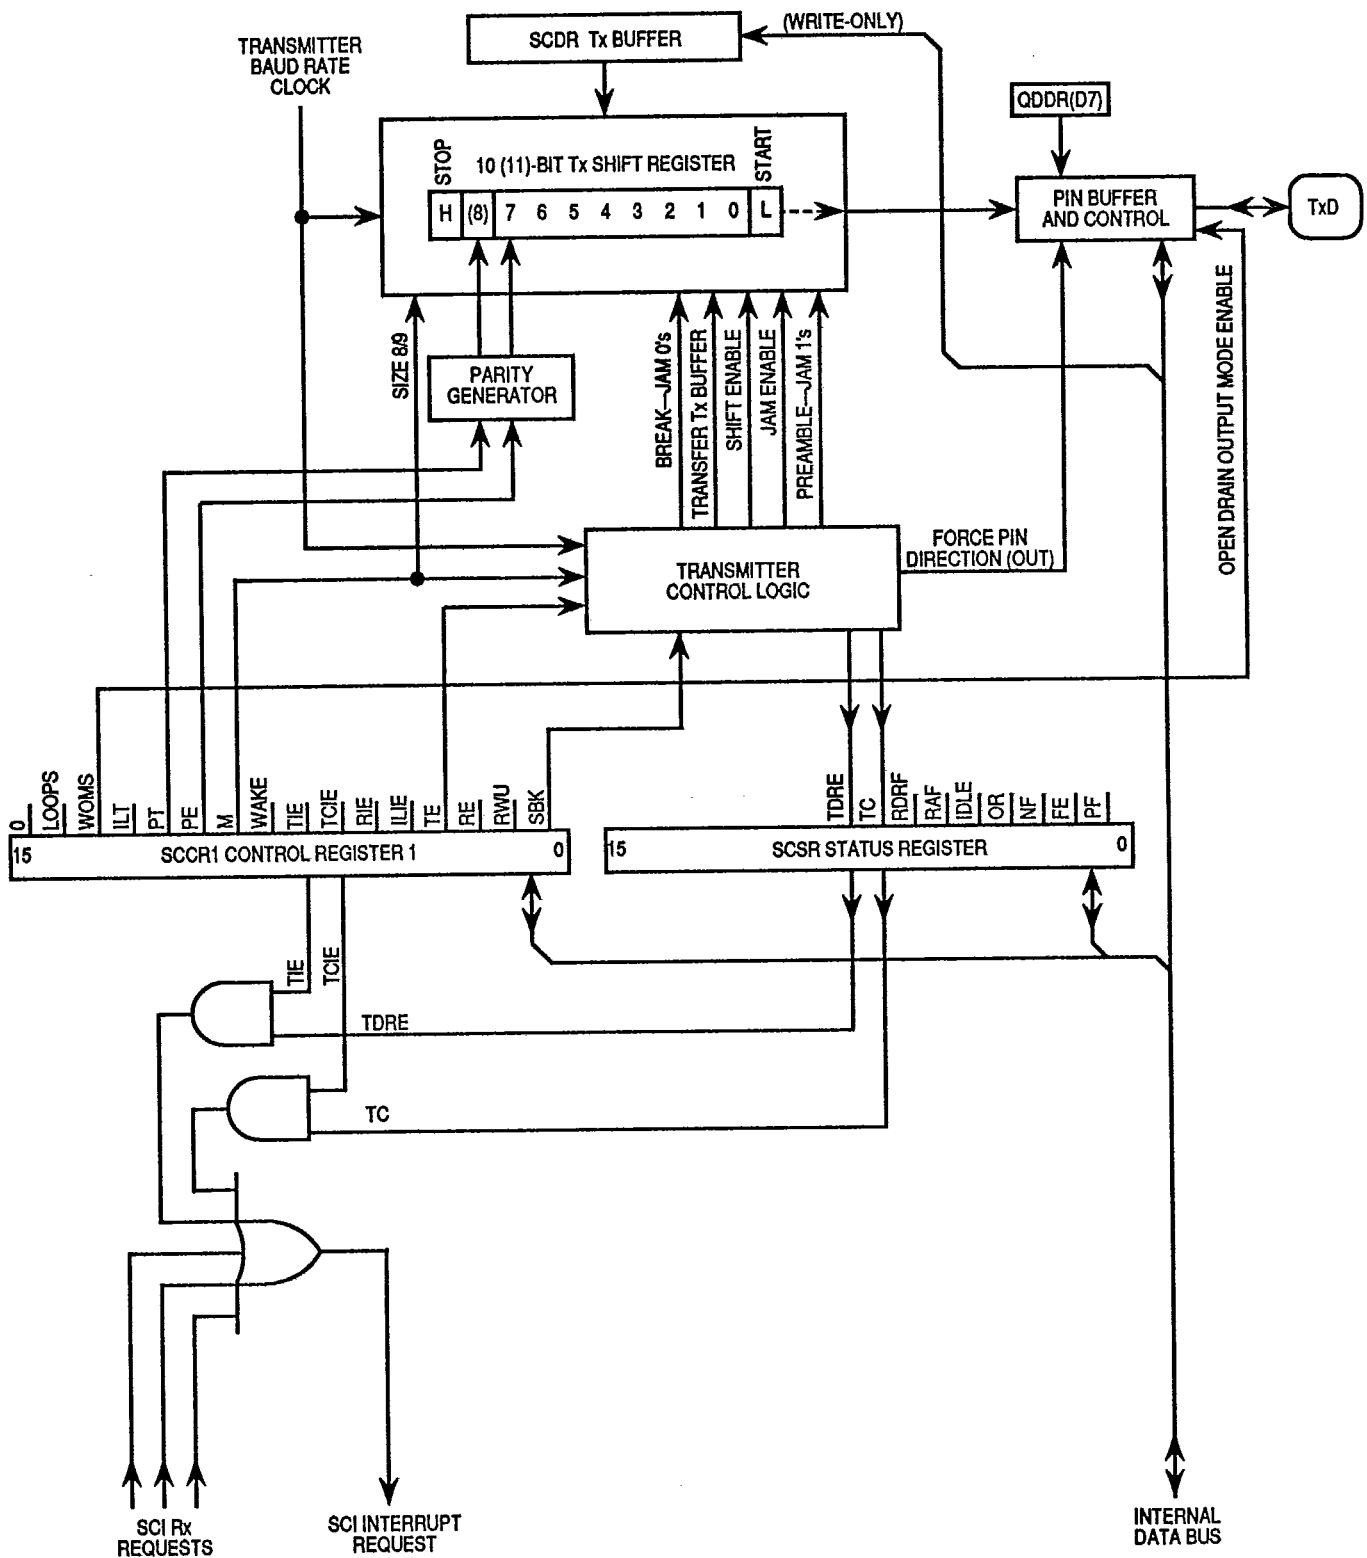 (WRITE-ONLY)
SCDR Tx BUFFER
TRANSMITTER
BAUD RATE
CLOCK
QDDR(D7)
STOP
10 (11)-BIT Tx SHIFT REGISTER
START
H (8) 7 6 5 4 3 2 1 0 L
PIN BUFFER
AND CONTROL
TxD
SIZE 8/9
PARITY
GENERATOR
BREAK—JAM 0's
TRANSFER Tx BUFFER
SHIFT ENABLE
JAM ENABLE
PREAMBLE—JAM 1's
OPEN DRAIN OUTPUT MODE ENABLE
TRANSMITTER
CONTROL LOGIC
FORCE PIN
DIRECTION (OUT)
0
LOOPS
WOMS
ILT
PT
PE
M
WAKE
TIE
TCIE
RIE
ILIE
TE
RE
RWU
SBK
TDRE
TC
RDRF
RAF
IDLE
OR
NF
FE
PF
15 SCCR1 CONTROL REGISTER 1 0
15 SCSR STATUS REGISTER 0
TIE
TCIE
TDRE
TC
SCI Rx
REQUESTS
SCI INTERRUPT
REQUEST
INTERNAL
DATA BUS